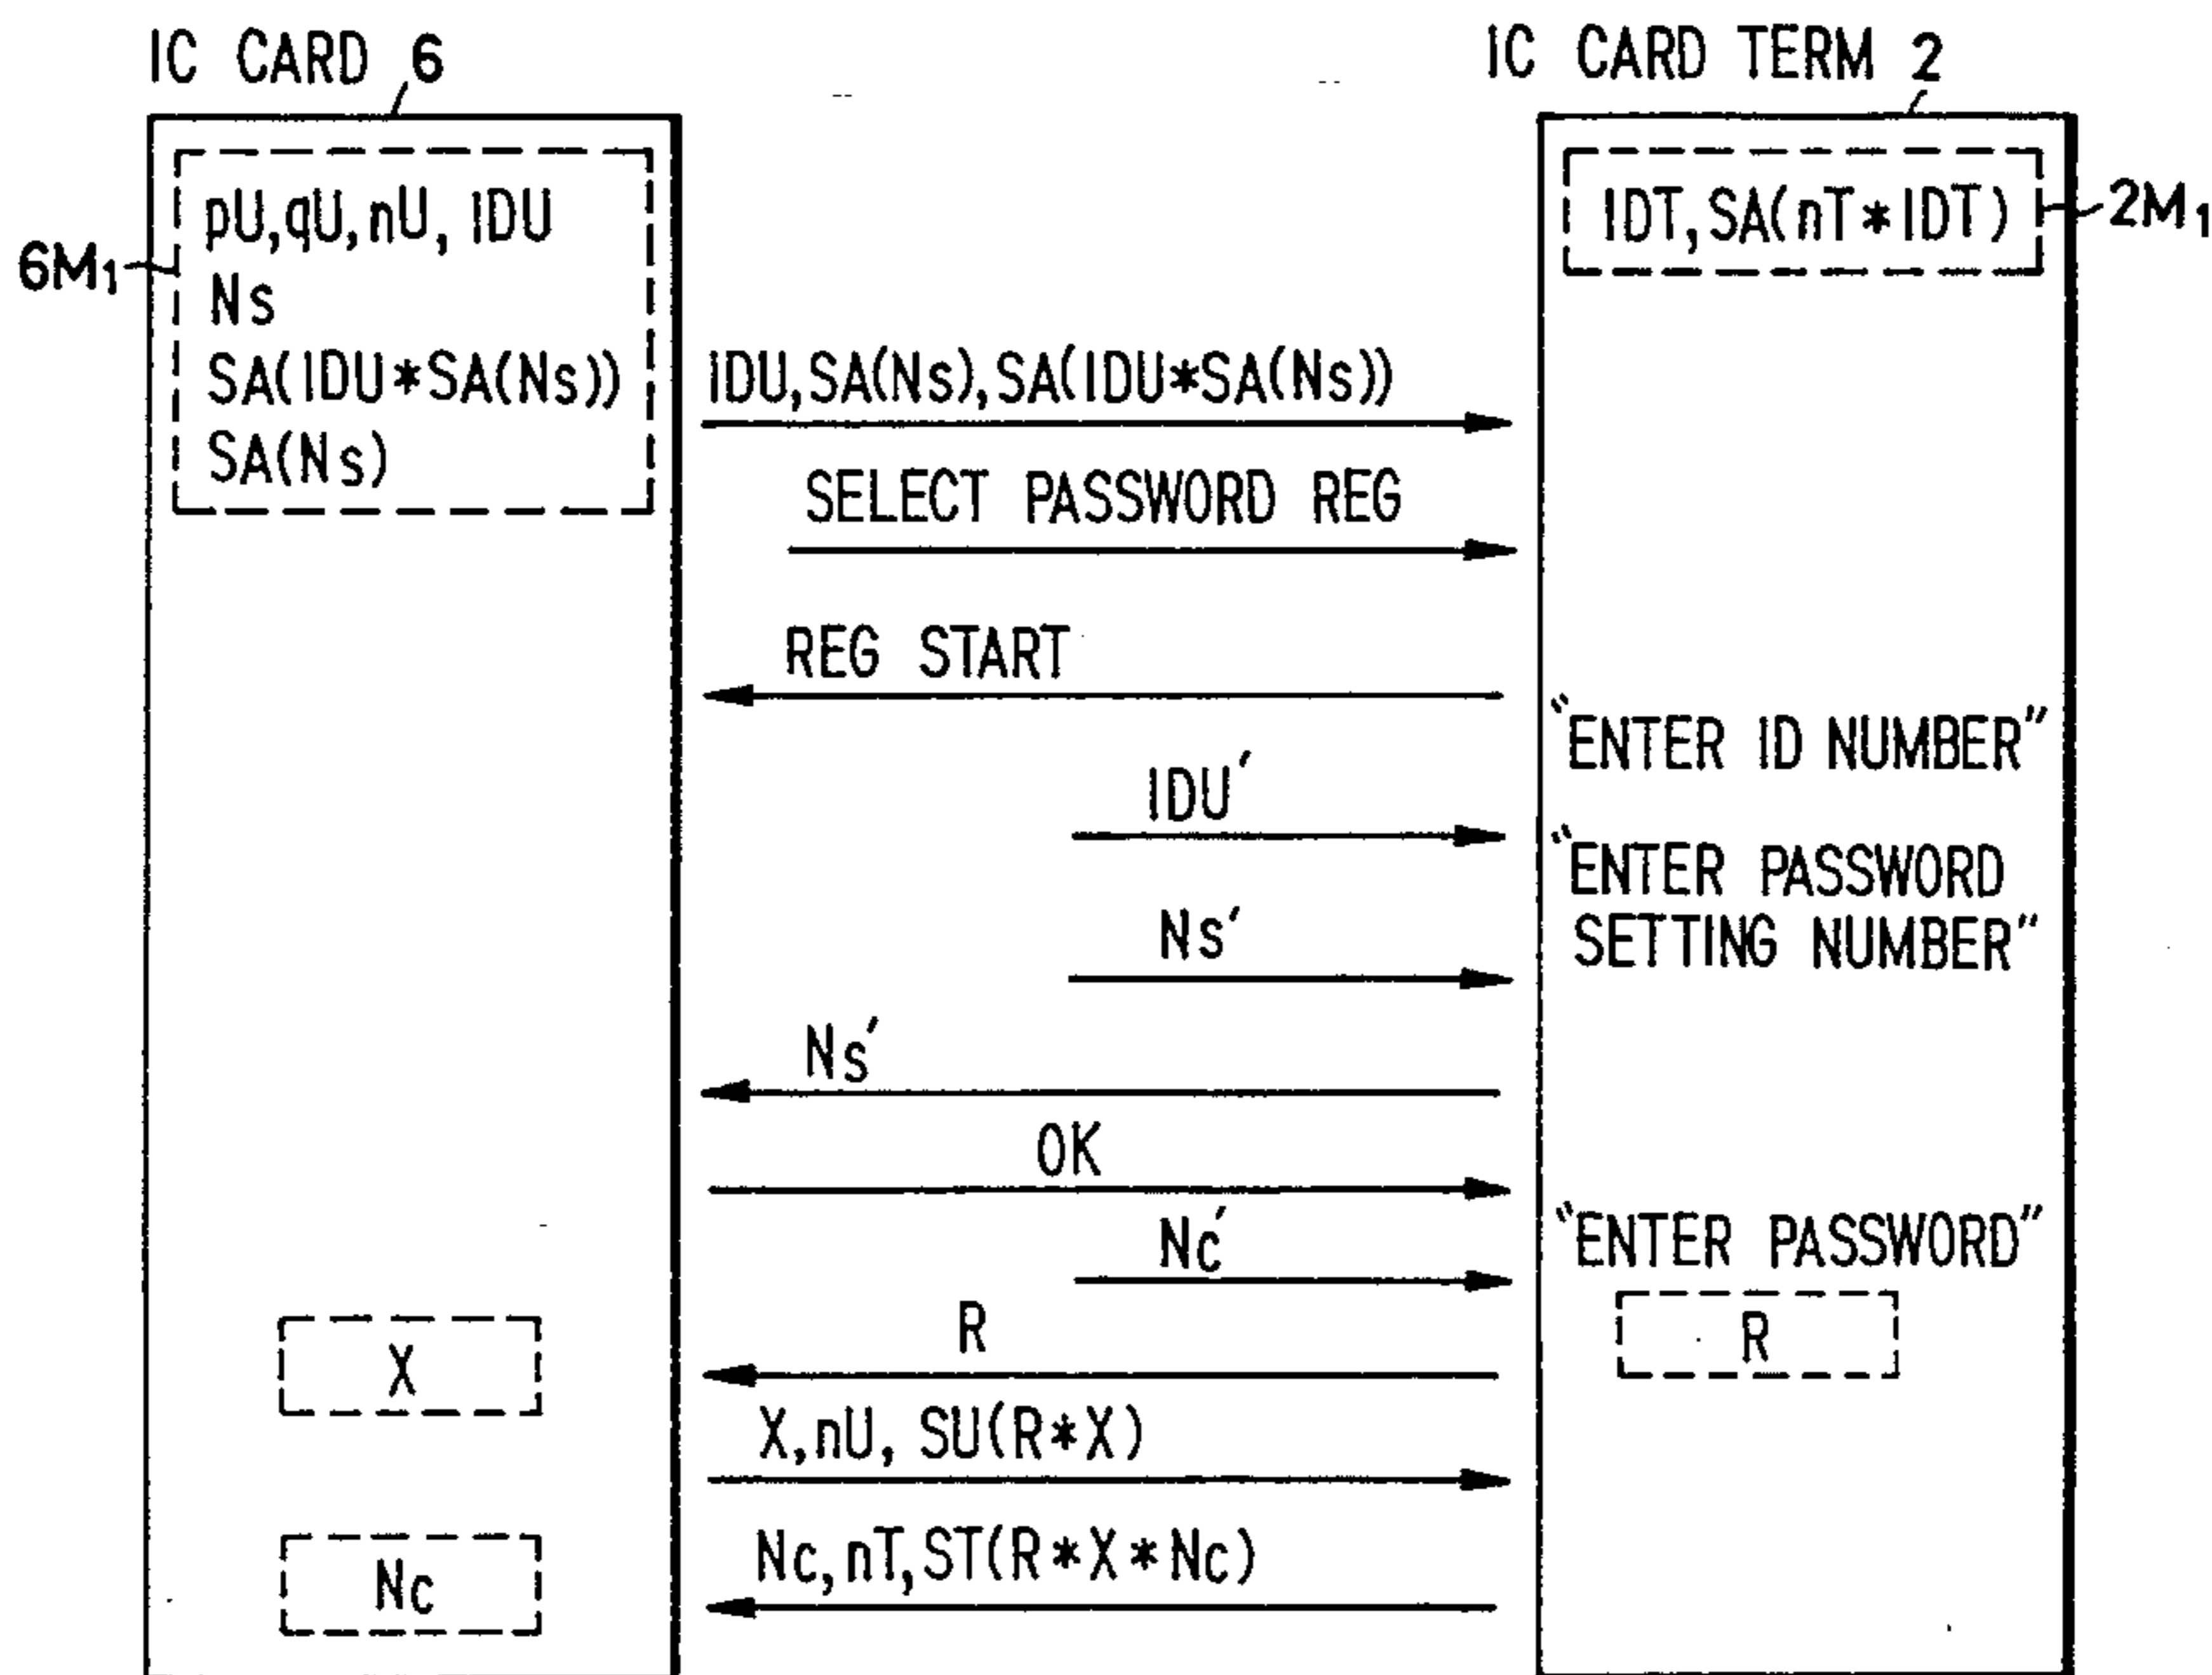 IC CARD 6
IC CARD TERM 2
pU,qU,nU, IDU
Ns
SA(IDU*SA(Ns))
SA(Ns)
6M1
IDT,SA(nT*IDT)
2M1
IDU,SA(Ns),SA(IDU*SA(Ns))
SELECT PASSWORD REG
REG START
"ENTER ID NUMBER"
IDU'
"ENTER PASSWORD
SETTING NUMBER"
Ns'
Ns'
OK
"ENTER PASSWORD"
Nc'
R
R
X
X,nU, SU(R*X)
Nc,nT,ST(R*X*Nc)
Nc